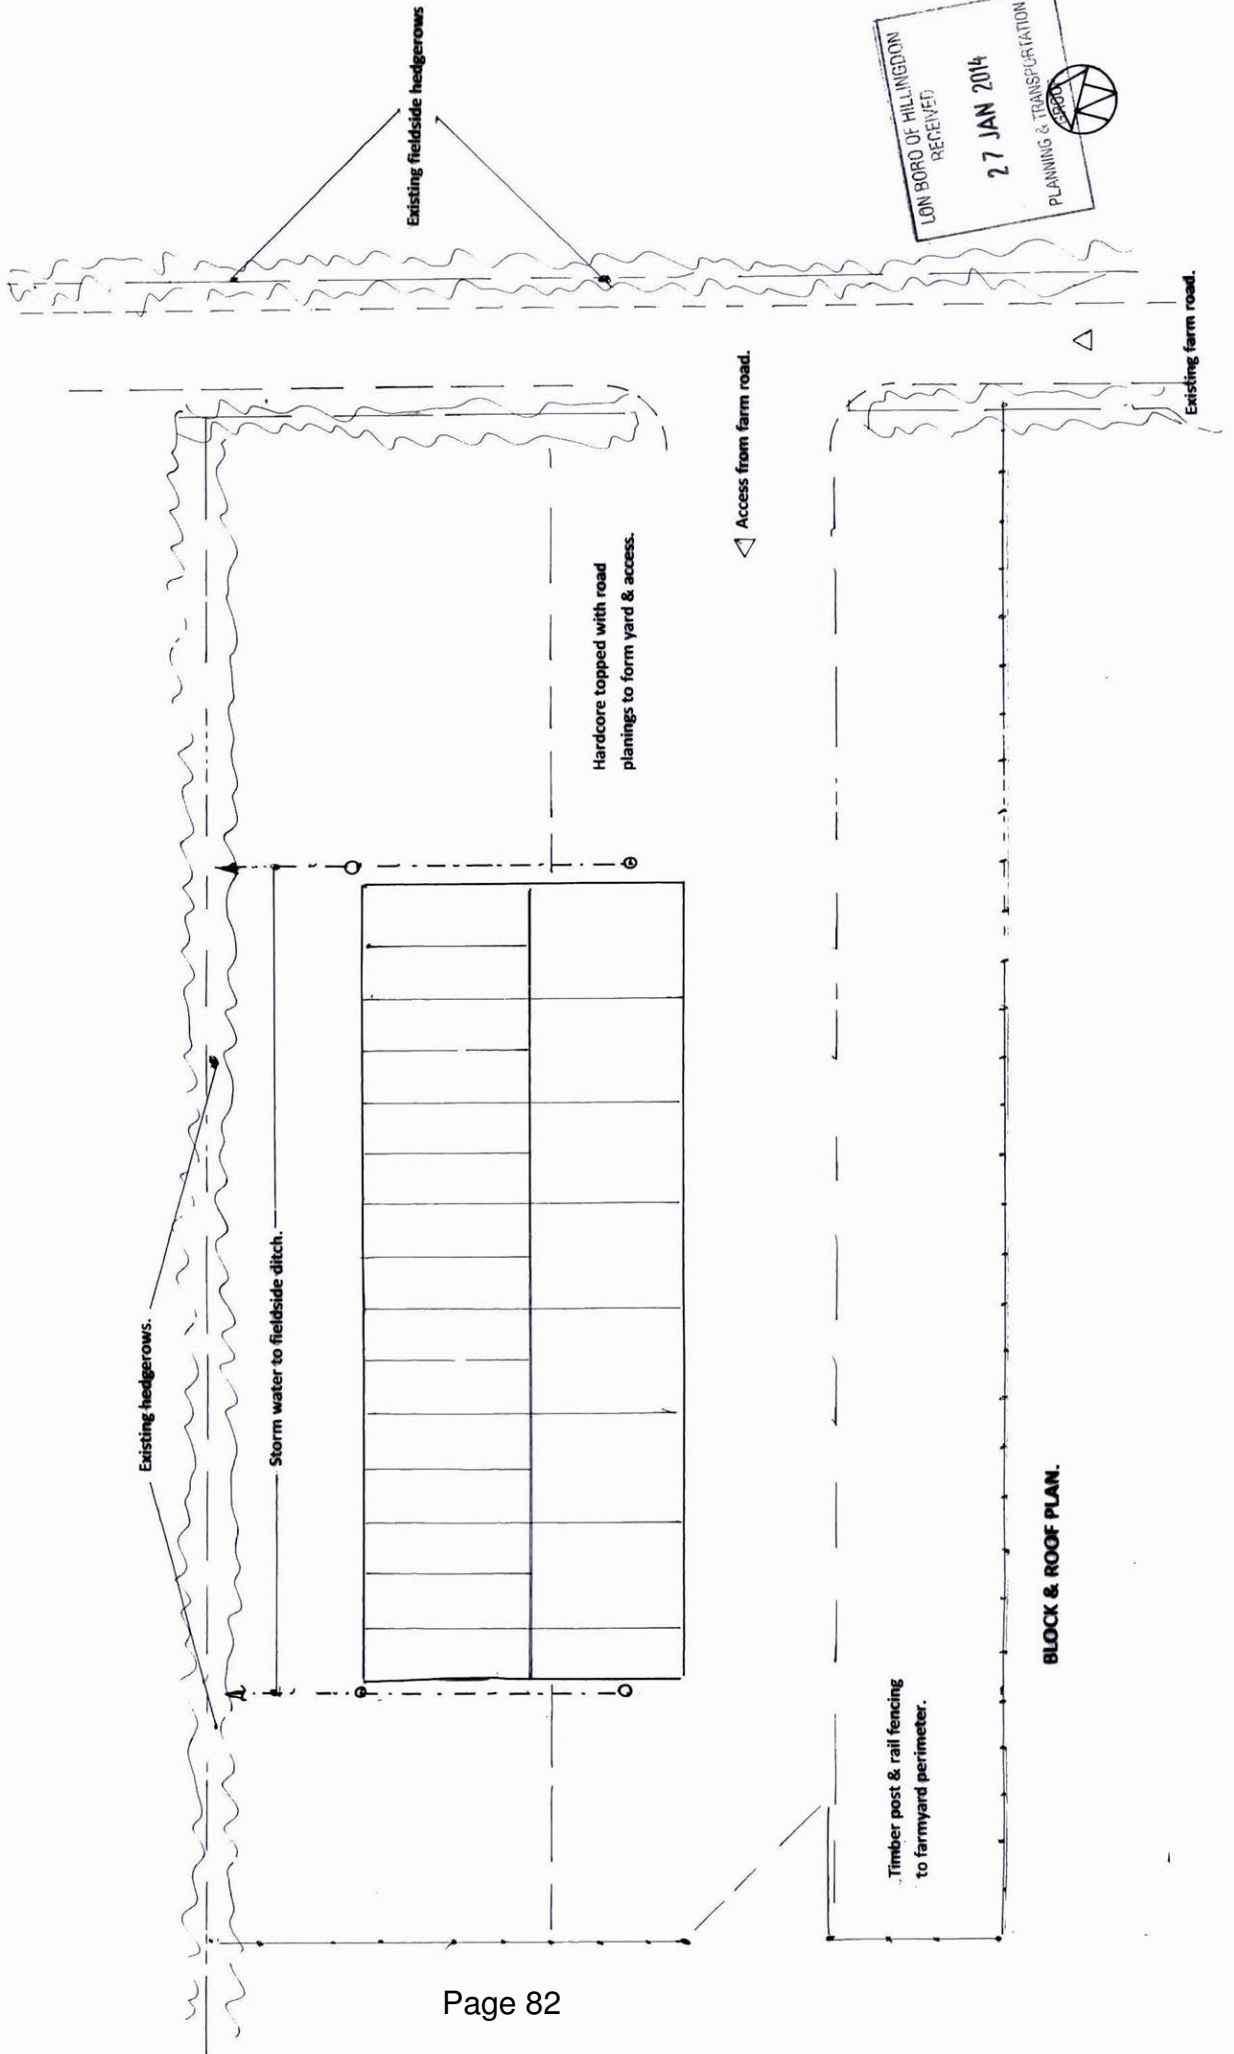 Existing fieldside hedgerows
LON BORO OF HILLINGDON
RECEIVED
27 JAN 2014
PLANNING & TRANSPORTATION
GROUP
Existing farm road.
Access from farm road.
Hardcore topped with road
planings to form yard & access.
Existing hedgerows.
Storm water to fieldside ditch.
BLOCK & ROOF PLAN.
Timber post & rail fencing
to farmyard perimeter.
Page 82